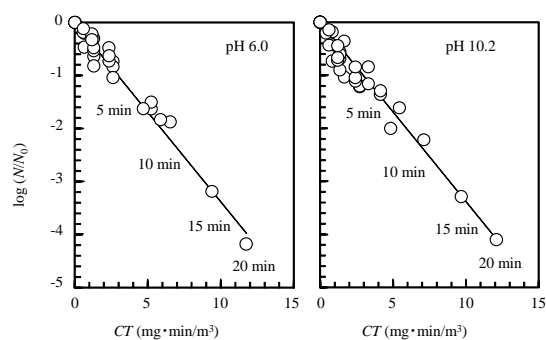 0
-1
-2
-3
-4
-5
log (N/N0)
pH 6.0
5 min
10 min
15 min
20 min
0 5 10 15
CT (mg·min/m³)
pH 10.2
5 min
10 min
15 min
20 min
0 5 10 15
CT (mg·min/m³)